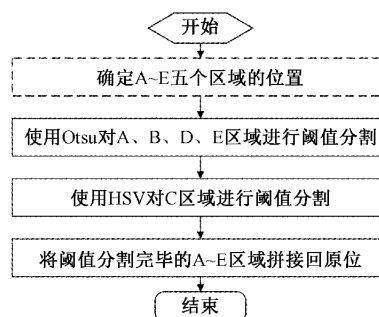 开始
确定A~E五个区域的位置
使用Otsu对A、B、D、E区域进行阈值分割
使用HSV对C区域进行阈值分割
将阈值分割完毕的A~E区域拼接回原位
结束